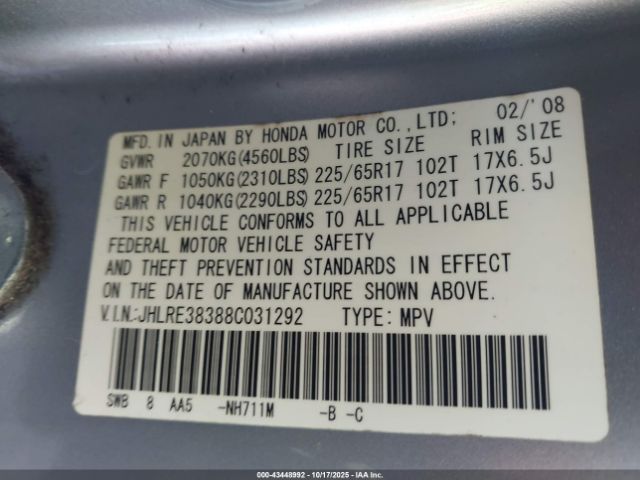 MFD. IN JAPAN BY HONDA MOTOR CO.,LTD; 02/'08
GVWR 2070KG(4560LBS) TIRE SIZE RIM SIZE
GAWR F 1050KG(2310LBS) 225/65R17 102T 17X6.5J
GAWR R 1040KG(2290LBS) 225/65R17 102T 17X6.5J
THIS VEHICLE CONFORMS TO ALL APPLICABLE
FEDERAL MOTOR VEHICLE SAFETY
AND THEFT PREVENTION STANDARDS IN EFFECT
ON THE DATE OF MANUFACTURE SHOWN ABOVE.
V.I.N.:JHLRE38388C031292 TYPE: MPV
SWB 8 AA5 -NH711M -B -C
000-43448992 - 10/17/2025 - IAAI.COM